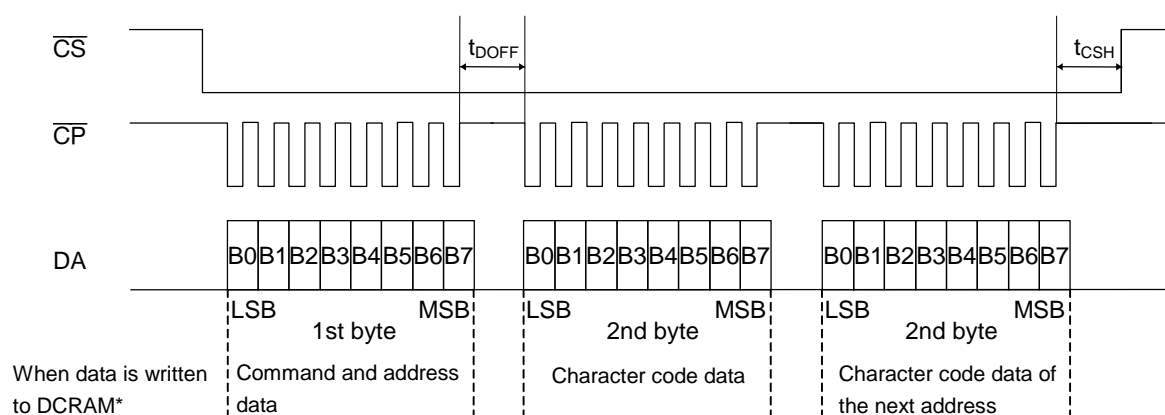 CS
tDOFF
tCSH
CP
DA
B0 B1 B2 B3 B4 B5 B6 B7
B0 B1 B2 B3 B4 B5 B6 B7
B0 B1 B2 B3 B4 B5 B6 B7
LSB MSB
LSB MSB
LSB MSB
1st byte
2nd byte
2nd byte
When data is written
to DCRAM*
Command and address
data
Character code data
Character code data of
the next address